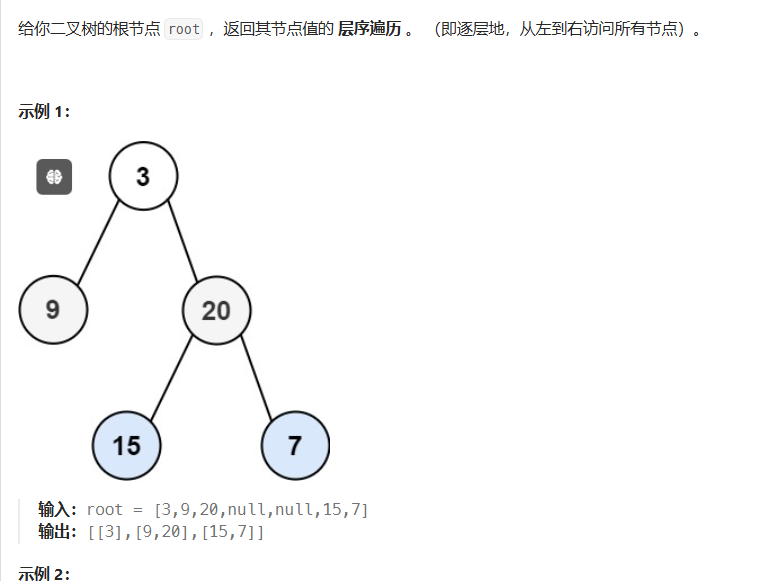 给你二叉树的根节点 root ，返回其节点值的 层序遍历 。 （即逐层地，从左到右访问所有节点）。
示例 1：
3
9
20
15
7
输入：root = [3,9,20,null,null,15,7]
输出：[[3],[9,20],[15,7]]
示例 2：